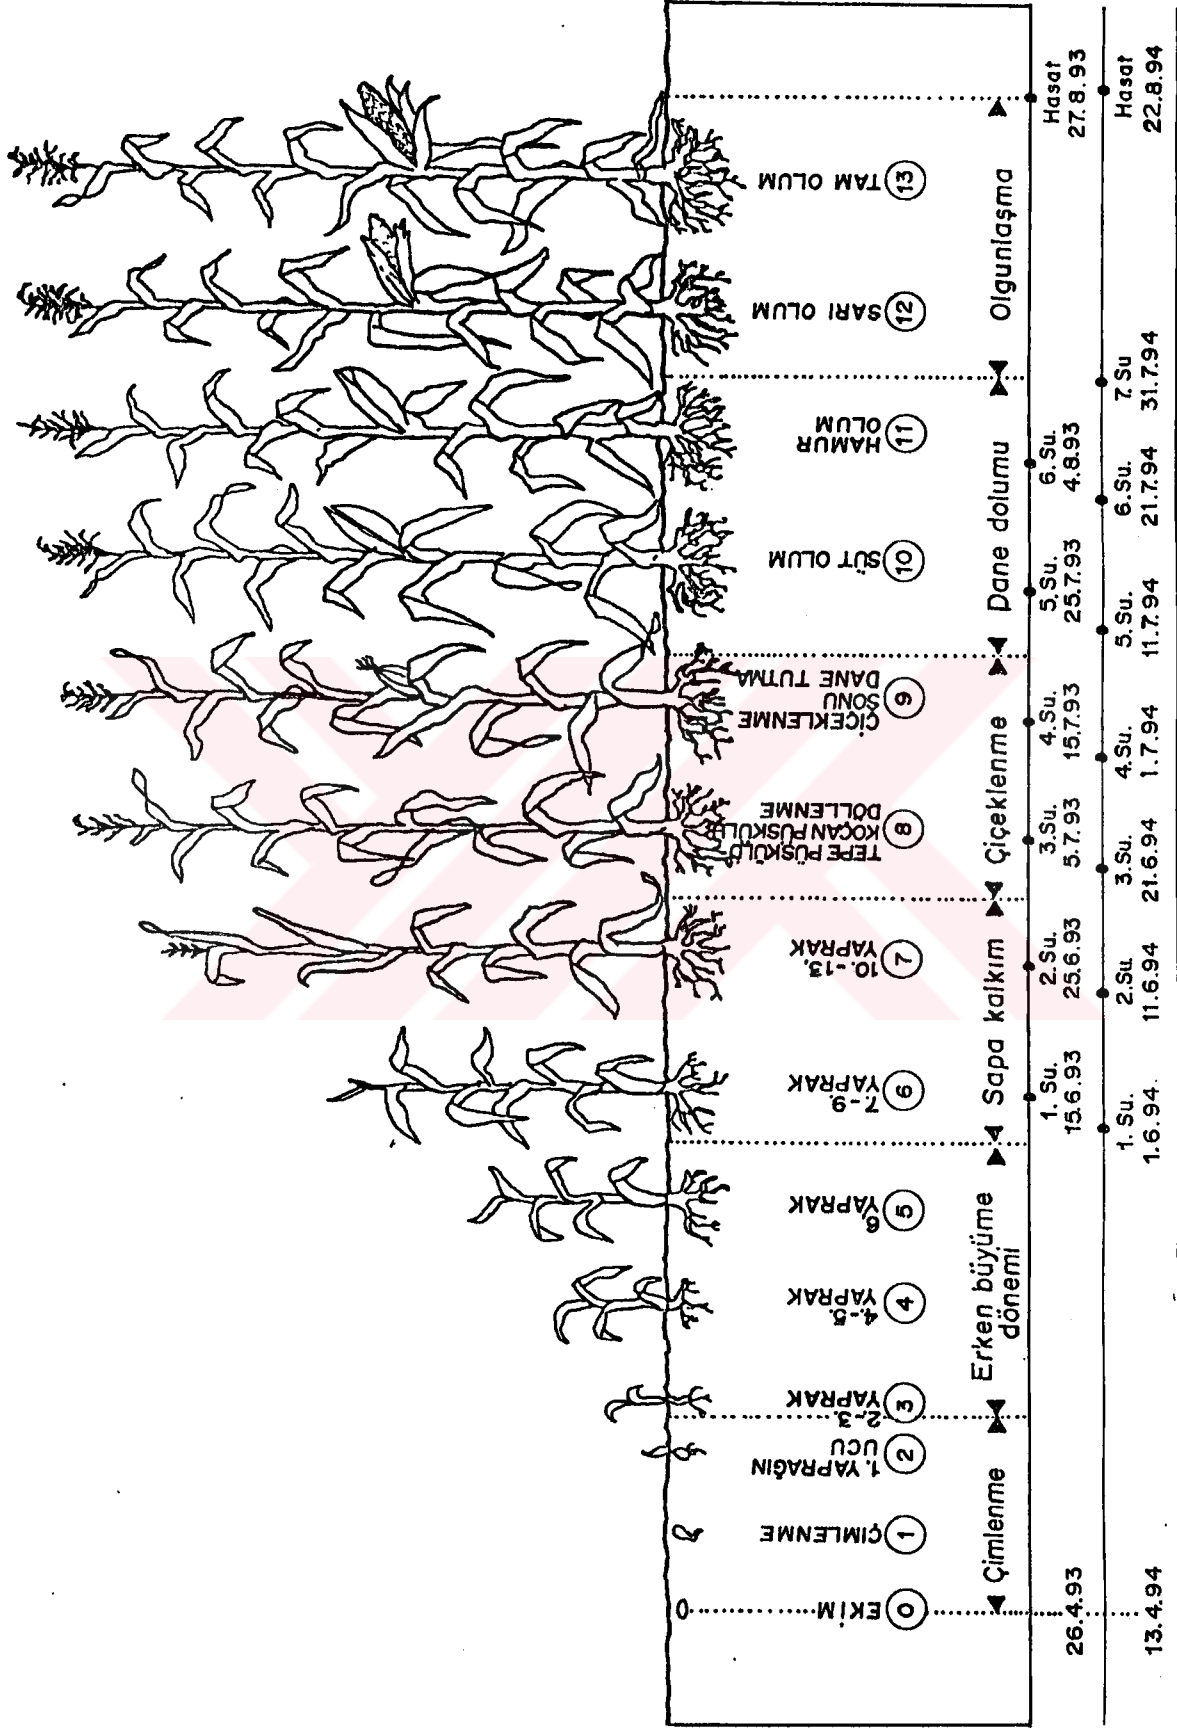 0
EKİM
1
ÇİMLENME
2
1. YAPRAĞIN
UCU
3
2.-3.
YAPRAK
4
4.-5.
YAPRAK
5
6.
YAPRAK
6
7.-9.
YAPRAK
7
10.-13.
YAPRAK
8
TEPE PÜSKÜLÜ
KOÇAN PÜSKÜLÜ
DÖLLENME
9
ÇİÇEKLENME
SONU
DANE TUTMA
10
SÜT OLUM
11
HAMUR
OLUM
12
SARI OLUM
13
TAM OLUM
Çimlenme
Erken büyüme
dönemi
Sapa kalkım
Çiçeklenme
Dane dolumu
Olgunlaşma
26.4.93
1. Su.
15.6.93
2.Su.
25.6.93
3.Su.
5.7.93
4.Su.
15.7.93
5.Su.
25.7.93
6.Su.
4.8.93
Hasat
27.8.93
13.4.94
1. Su.
1.6.94.
2.Su
11.6.94
3.Su.
21.6.94
4.Su.
1.7.94
5.Su.
11.7.94
6.Su.
21.7.94
7.Su
31.7.94
Hasat
22.8.94